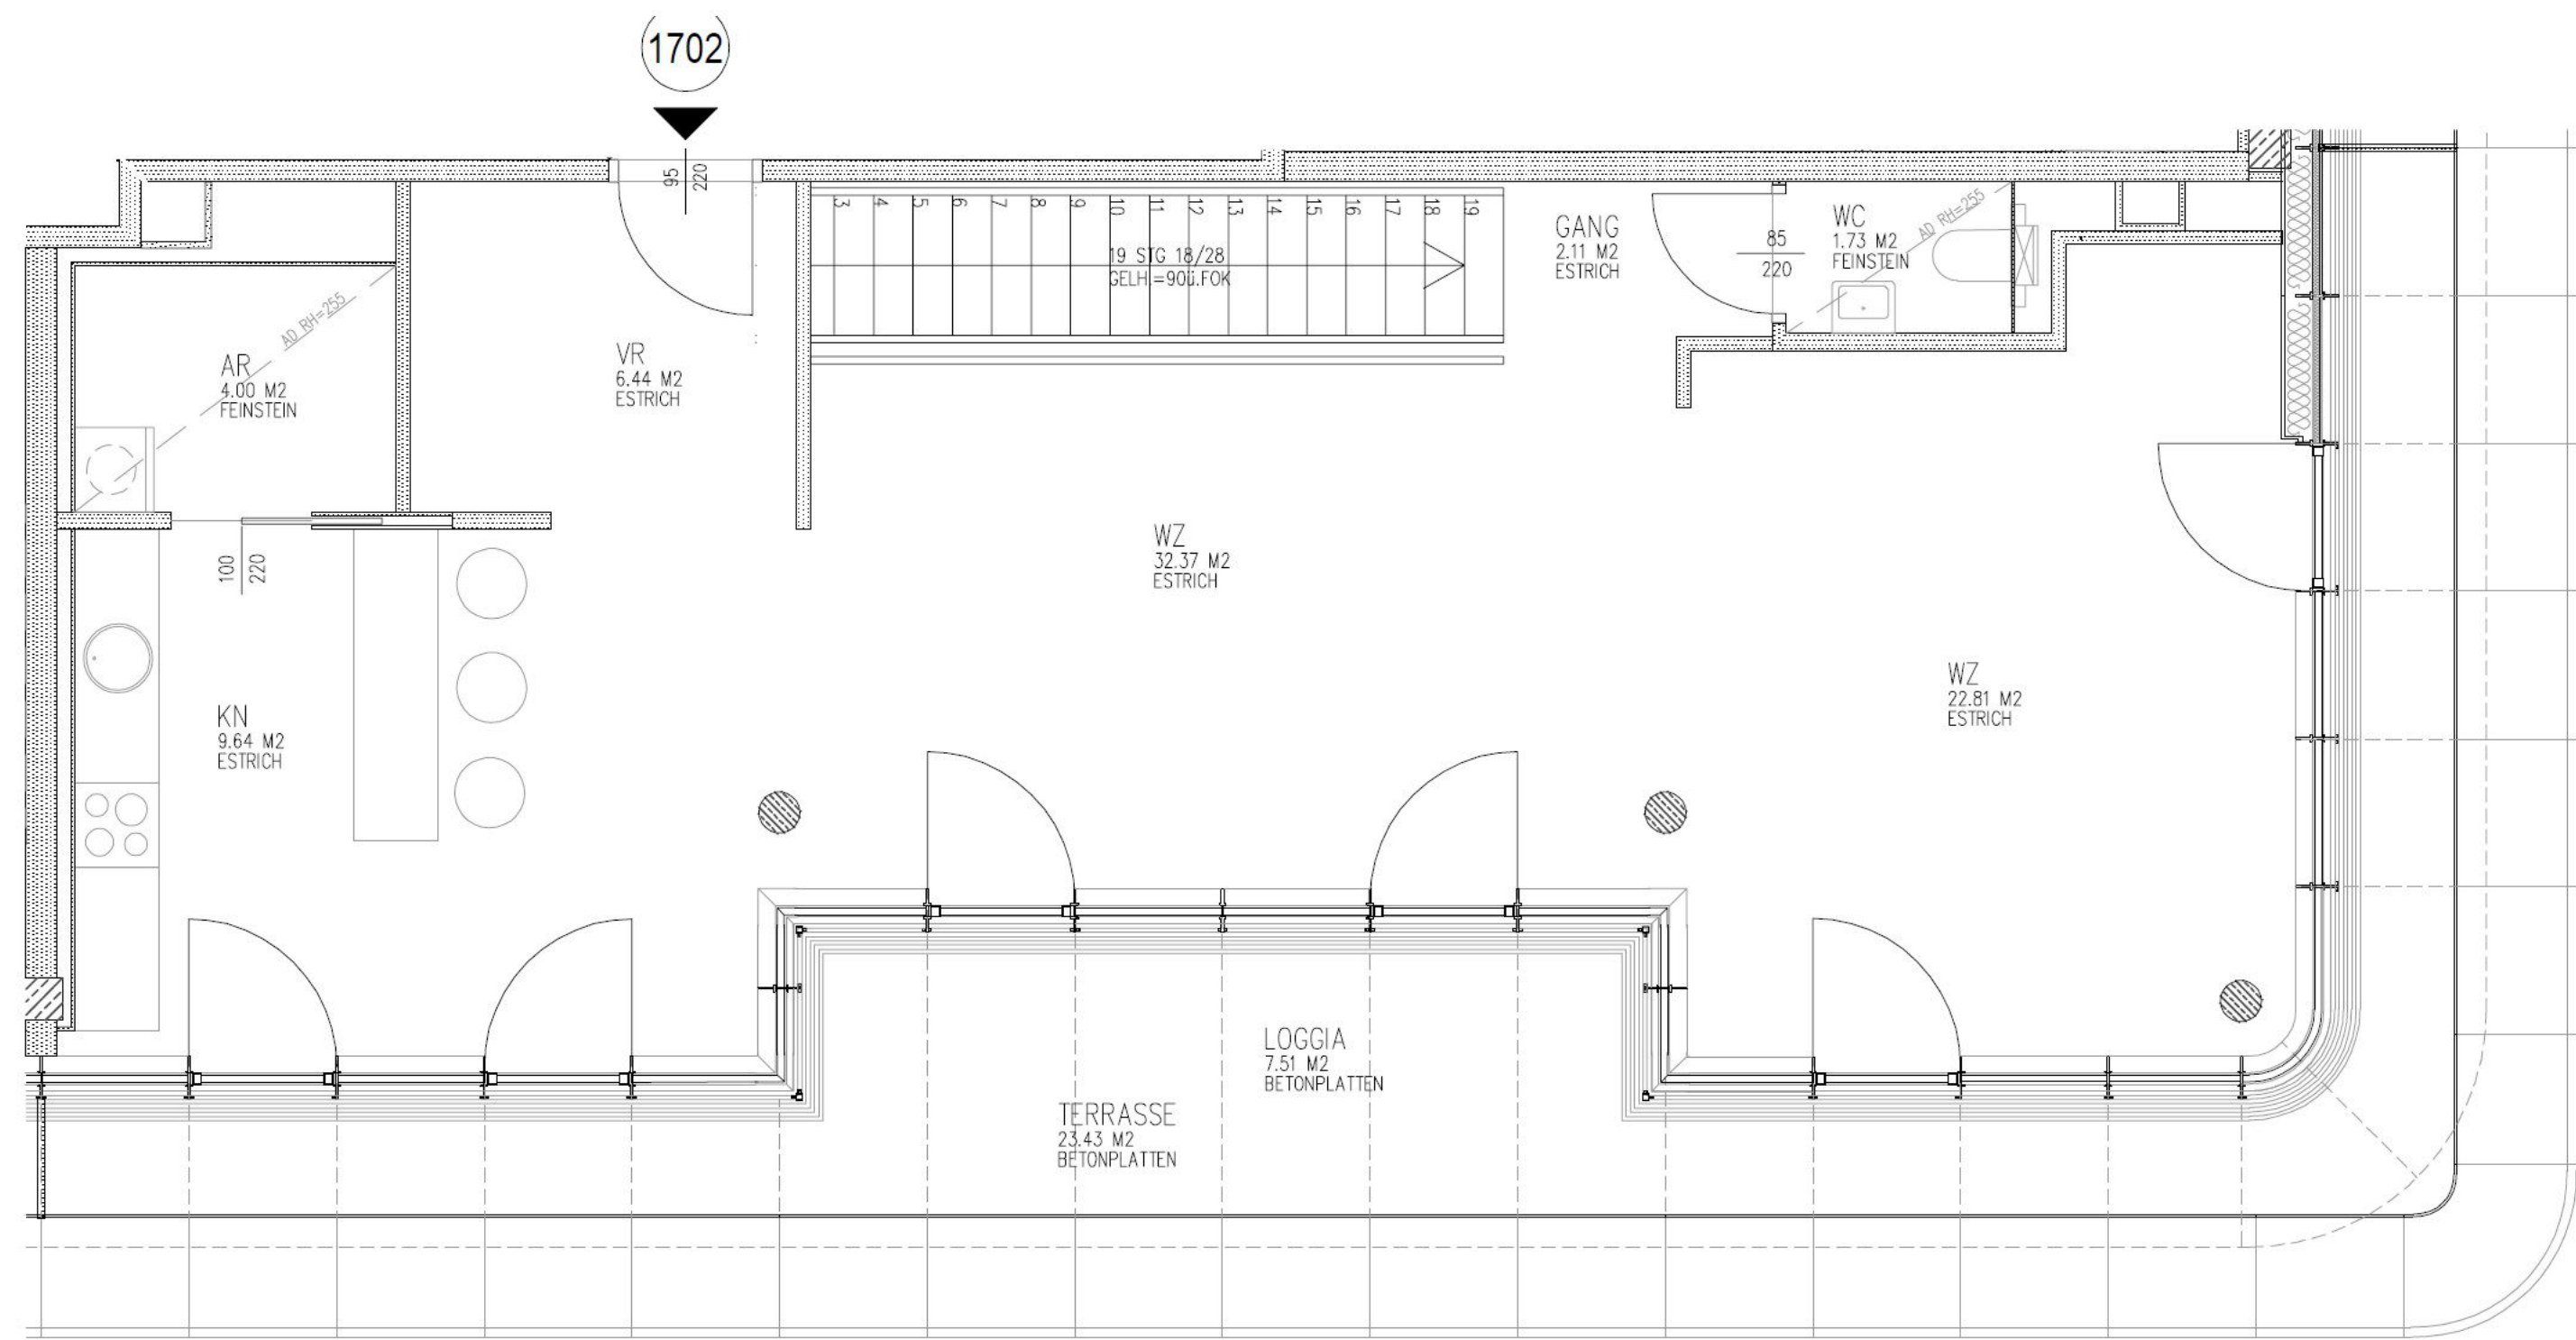 1702
95
220
3 4 5 6 7 8 9 10 11 12 13 14 15 16 17 18 19
19 STG 18/28
GELH.=90ü.FOK
GANG
2.11 M2
ESTRICH
85
220
WC
1.73 M2
FEINSTEIN
AD RH=255
AD RH=255
AR
4.00 M2
FEINSTEIN
VR
6.44 M2
ESTRICH
100
220
WZ
32.37 M2
ESTRICH
WZ
22.81 M2
ESTRICH
KN
9.64 M2
ESTRICH
LOGGIA
7.51 M2
BETONPLATTEN
TERRASSE
23.43 M2
BETONPLATTEN